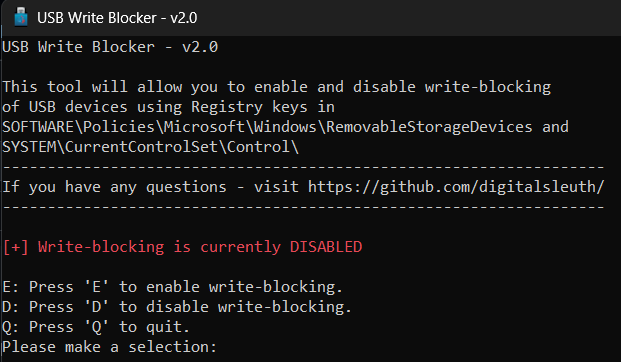 USB Write Blocker - v2.0
USB Write Blocker - v2.0
This tool will allow you to enable and disable write-blocking
of USB devices using Registry keys in
SOFTWARE\Policies\Microsoft\Windows\RemovableStorageDevices and
SYSTEM\CurrentControlSet\Control\
-----------------------------------------------------------------
If you have any questions - visit https://github.com/digitalsleuth/
-----------------------------------------------------------------
[+] Write-blocking is currently DISABLED
E: Press 'E' to enable write-blocking.
D: Press 'D' to disable write-blocking.
Q: Press 'Q' to quit.
Please make a selection: